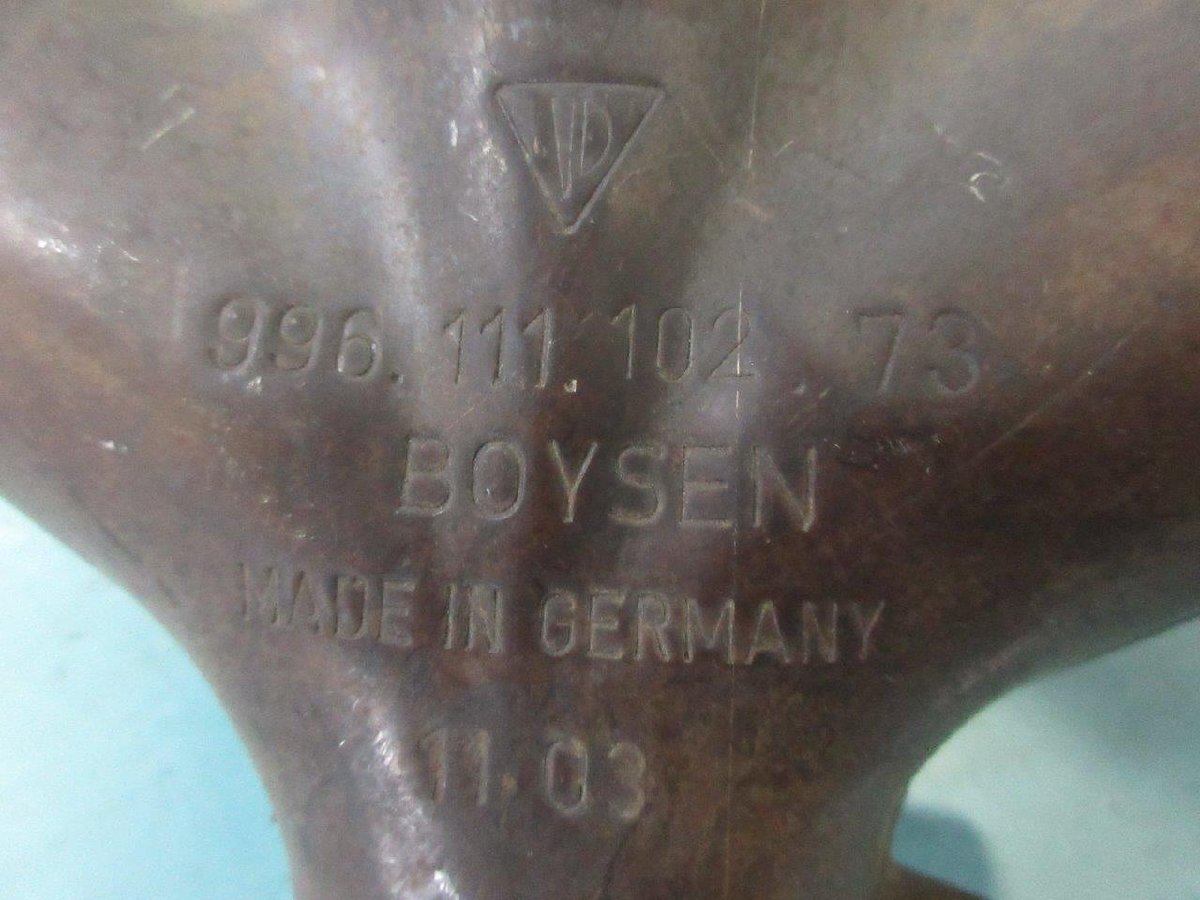 996.111.102 73
BOYSEN
MADE IN GERMANY
11.03